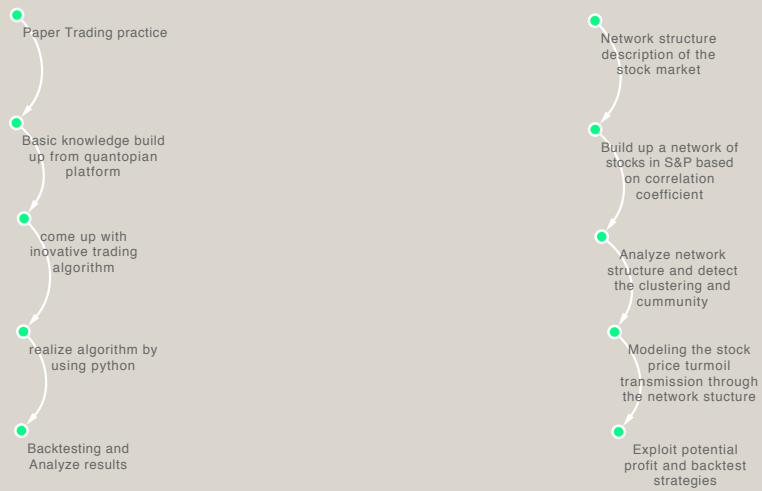 Paper Trading practice
Basic knowledge build
up from quantopian
platform
come up with
inovative trading
algorithm
realize algorithm by
using python
Backtesting and
Analyze results
Network structure
description of the
stock market
Build up a network of
stocks in S&P based
on correlation
coefficient
Analyze network
structure and detect
the clustering and
cummunity
Modeling the stock
price turmoil
transmission through
the network stucture
Exploit potential
profit and backtest
strategies